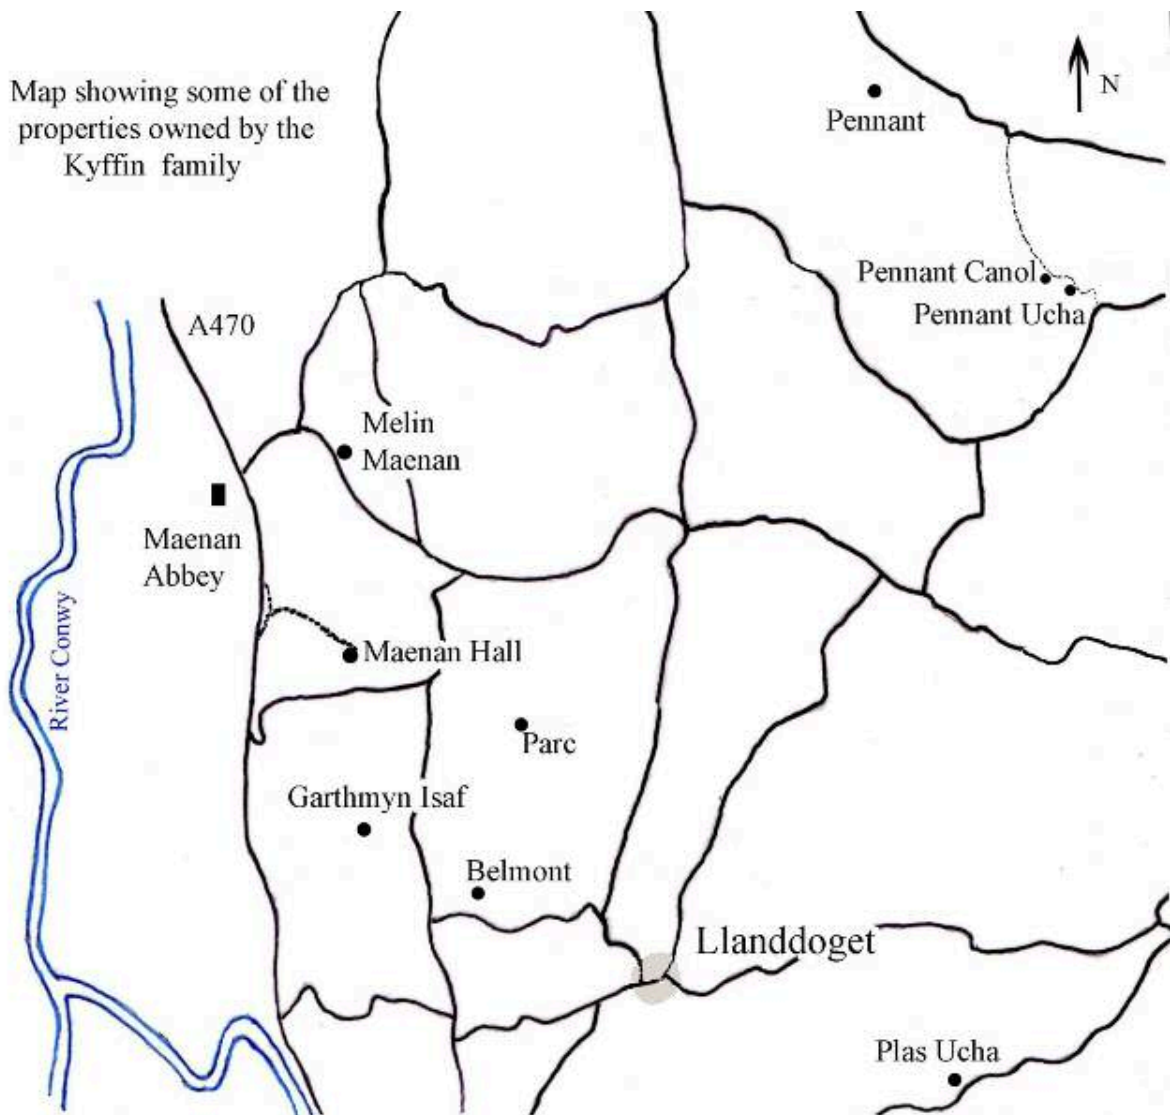 Map showing some of the
properties owned by the
Kyffin family
N
Pennant
Pennant Canol
Pennant Ucha
A470
Melin
Maenan
Maenan
Abbey
River Conwy
Maenan Hall
Parc
Garthmyn Isaf
Belmont
Llanddoget
Plas Ucha